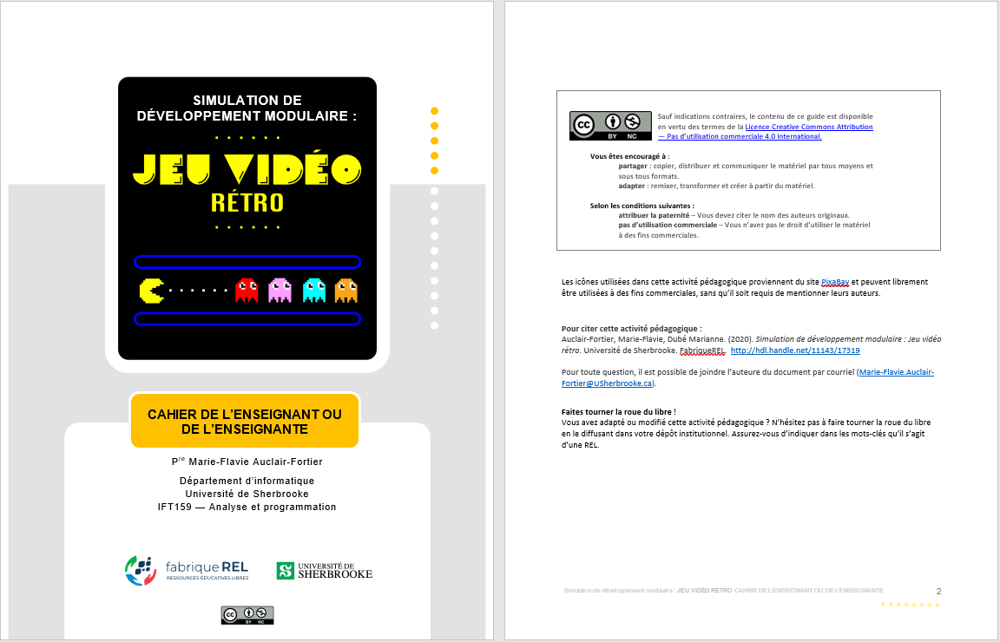 SIMULATION DE
DÉVELOPPEMENT MODULAIRE :
JEU VIDÉO
RÉTRO
CAHIER DE L'ENSEIGNANT OU
DE L'ENSEIGNANTE
Pre Marie-Flavie Auclair-Fortier
Département d'informatique
Université de Sherbrooke
IFT159 — Analyse et programmation
fabriqueREL
RESSOURCES ÉDUCATIVES LIBRES
UNIVERSITÉ DE
SHERBROOKE
CC BY NC
CC BY NC
Sauf indications contraires, le contenu de ce guide est disponible
en vertu des termes de la Licence Creative Commons Attribution
— Pas d'utilisation commerciale 4.0 International.
Vous êtes encouragé à :
partager : copier, distribuer et communiquer le matériel par tous moyens et
sous tous formats.
adapter : remixer, transformer et créer à partir du matériel.
Selon les conditions suivantes :
attribuer la paternité – Vous devez citer le nom des auteurs originaux.
pas d'utilisation commerciale – Vous n'avez pas le droit d'utiliser le matériel
à des fins commerciales.
Les icônes utilisées dans cette activité pédagogique proviennent du site PixaBay et peuvent librement
être utilisées à des fins commerciales, sans qu'il soit requis de mentionner leurs auteurs.
Pour citer cette activité pédagogique :
Auclair-Fortier, Marie-Flavie, Dubé Marianne. (2020). Simulation de développement modulaire : Jeu vidéo
rétro. Université de Sherbrooke. FabriqueREL. http://hdl.handle.net/11143/17319
Pour toute question, il est possible de joindre l'auteure du document par courriel (Marie-Flavie.Auclair-
Fortier@USherbrooke.ca).
Faites tourner la roue du libre !
Vous avez adapté ou modifié cette activité pédagogique ? N'hésitez pas à faire tourner la roue du libre
en le diffusant dans votre dépôt institutionnel. Assurez-vous d'indiquer dans les mots-clés qu'il s'agit
d'une REL.
Simulation de développement modulaire : JEU VIDÉO RÉTRO CAHIER DE L'ENSEIGNANT OU DE L'ENSEIGNANTE 2